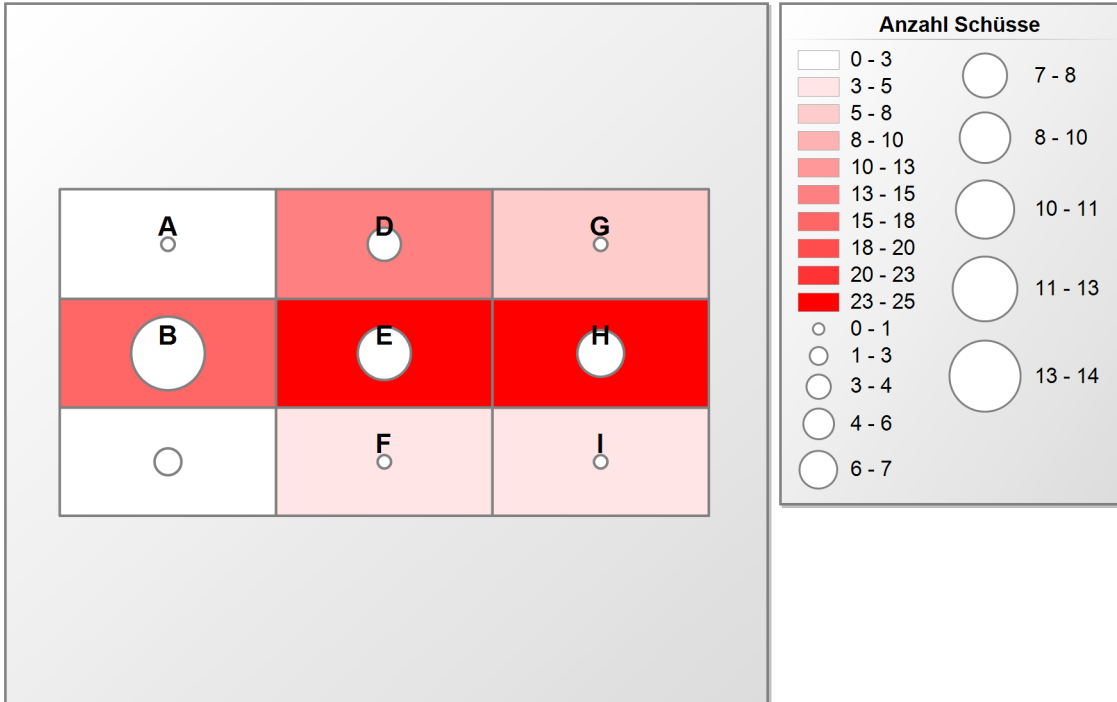 A
D
G
B
E
H
F
I
Anzahl Schüsse
0 - 3
3 - 5
5 - 8
8 - 10
10 - 13
13 - 15
15 - 18
18 - 20
20 - 23
23 - 25
0 - 1
1 - 3
3 - 4
4 - 6
6 - 7
7 - 8
8 - 10
10 - 11
11 - 13
13 - 14